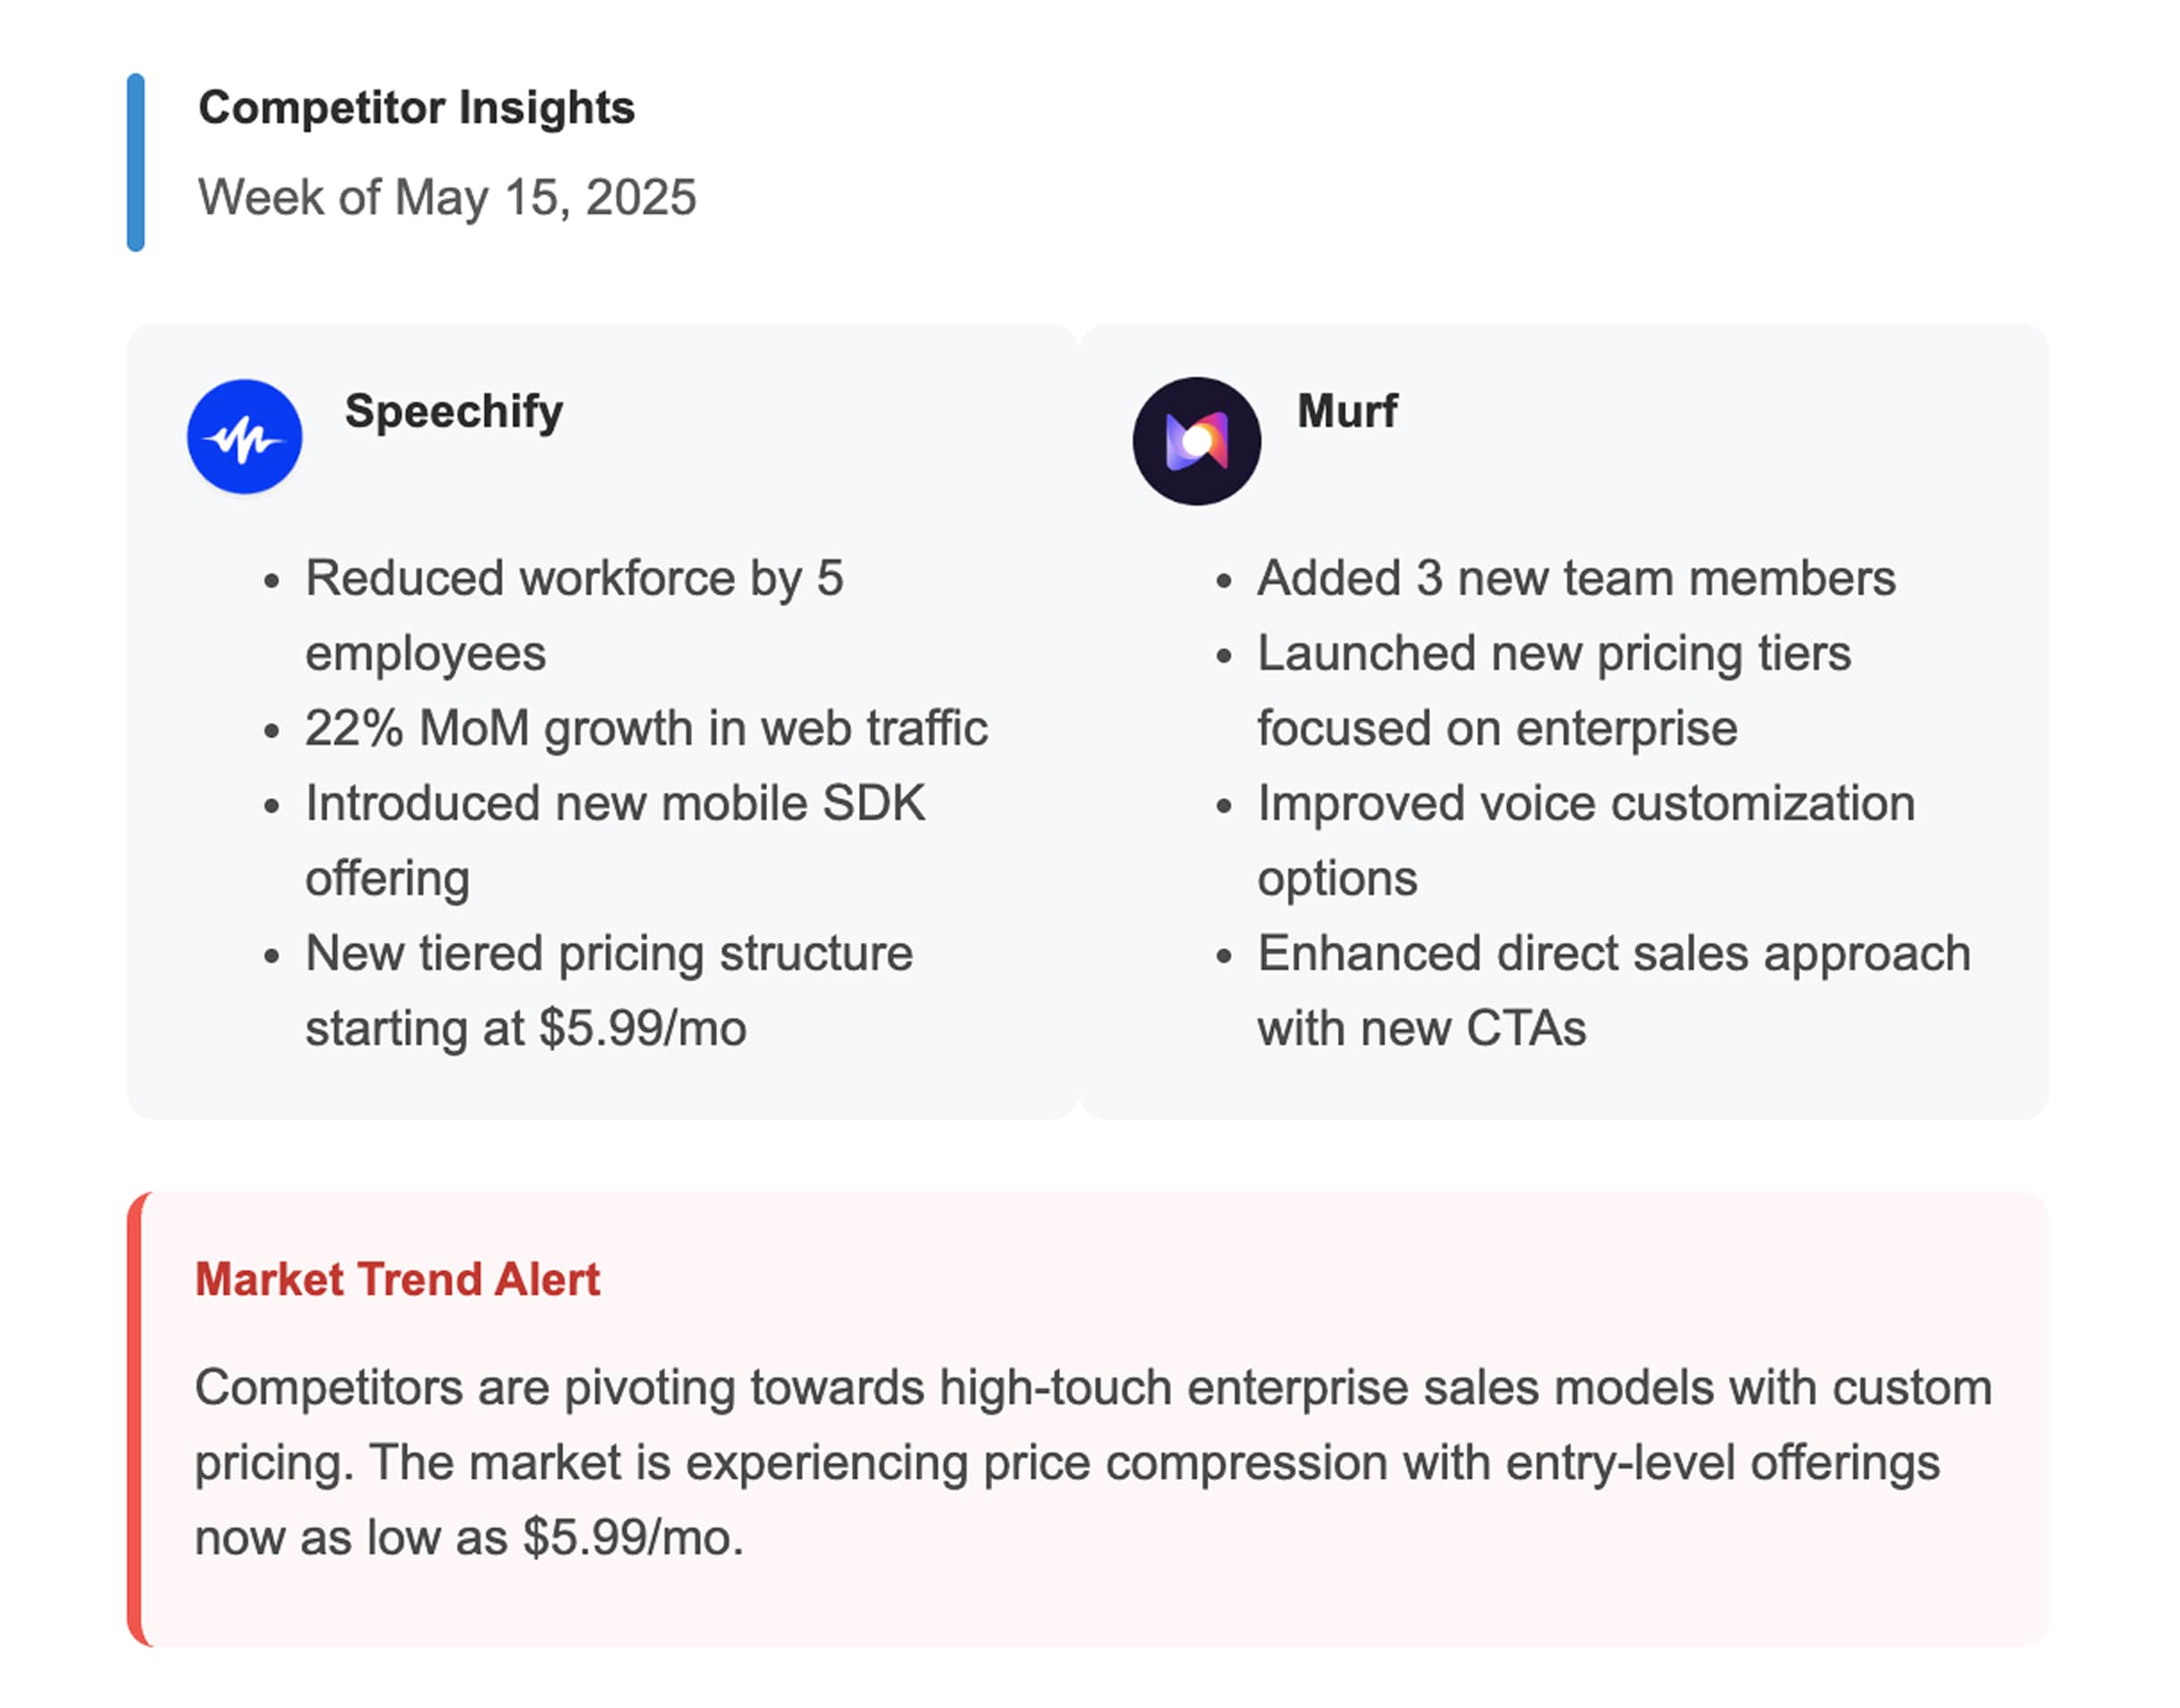 Competitor Insights
Week of May 15, 2025
Speechify
• Reduced workforce by 5
employees
• 22% MoM growth in web traffic
• Introduced new mobile SDK
offering
• New tiered pricing structure
starting at $5.99/mo
Murf
• Added 3 new team members
• Launched new pricing tiers
focused on enterprise
• Improved voice customization
options
• Enhanced direct sales approach
with new CTAs
Market Trend Alert
Competitors are pivoting towards high-touch enterprise sales models with custom
pricing. The market is experiencing price compression with entry-level offerings
now as low as $5.99/mo.